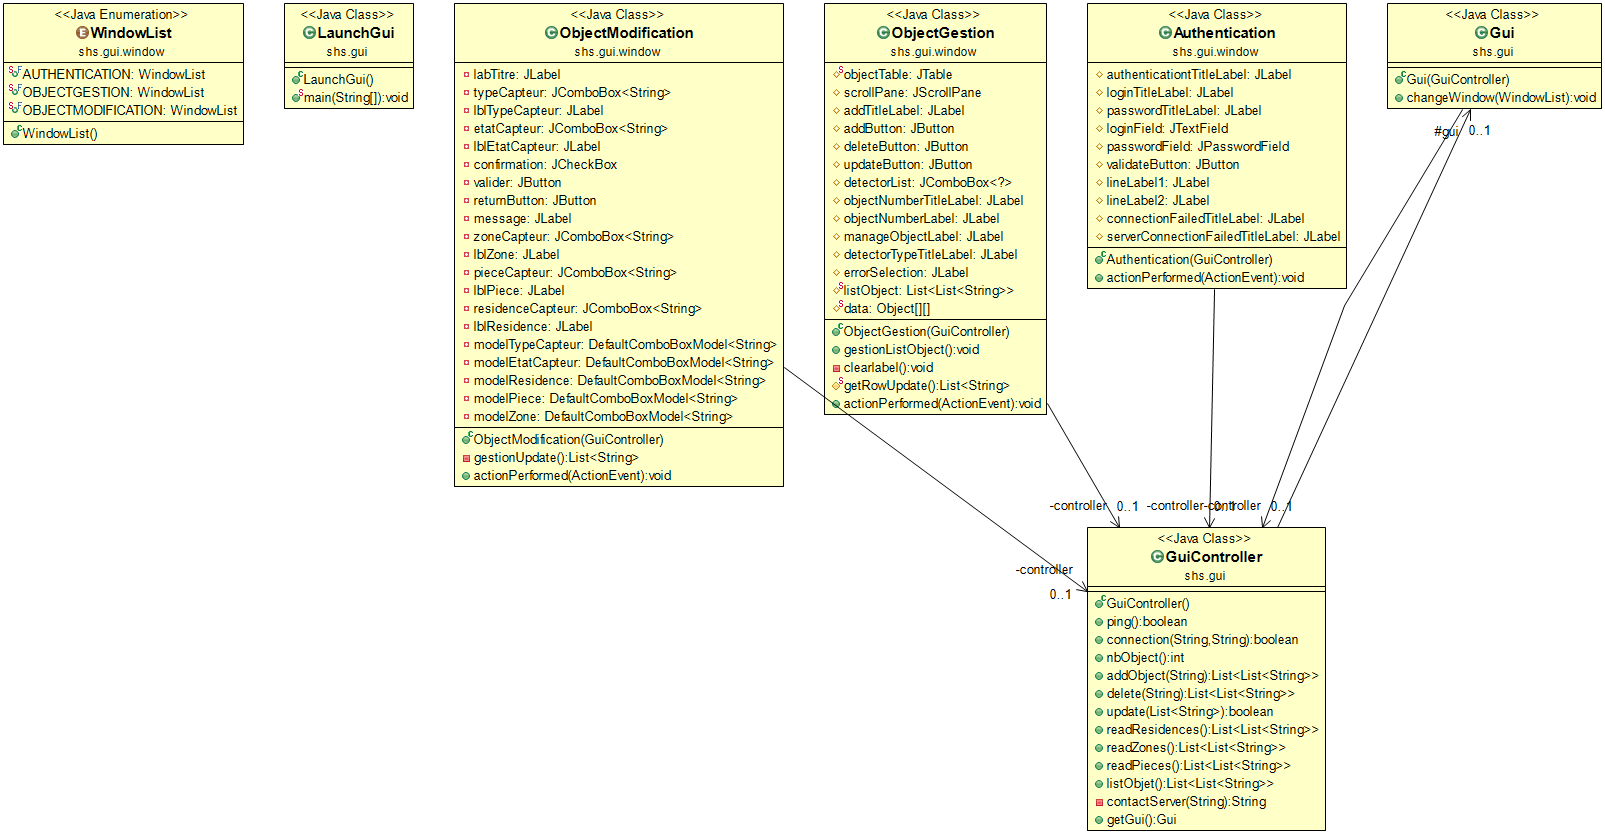 <<Java Enumeration>>
WindowList
shs.gui.window
AUTHENTICATION: WindowList
OBJECTGESTION: WindowList
OBJECTMODIFICATION: WindowList
WindowList()
<<Java Class>>
LaunchGui
shs.gui
LaunchGui()
main(String[]):void
<<Java Class>>
ObjectModification
shs.gui.window
labTitre: JLabel
typeCapteur: JComboBox<String>
lblTypeCapteur: JLabel
etatCapteur: JComboBox<String>
lblEtatCapteur: JLabel
confirmation: JCheckBox
valider: JButton
returnButton: JButton
message: JLabel
zoneCapteur: JComboBox<String>
lblZone: JLabel
pieceCapteur: JComboBox<String>
lblPiece: JLabel
residenceCapteur: JComboBox<String>
lblResidence: JLabel
modelTypeCapteur: DefaultComboBoxModel<String>
modelEtatCapteur: DefaultComboBoxModel<String>
modelResidence: DefaultComboBoxModel<String>
modelPiece: DefaultComboBoxModel<String>
modelZone: DefaultComboBoxModel<String>
ObjectModification(GuiController)
gestionUpdate():List<String>
actionPerformed(ActionEvent):void
<<Java Class>>
ObjectGestion
shs.gui.window
objectTable: JTable
scrollPane: JScrollPane
addTitleLabel: JLabel
addButton: JButton
deleteButton: JButton
updateButton: JButton
detectorList: JComboBox<?>
objectNumberTitleLabel: JLabel
objectNumberLabel: JLabel
manageObjectLabel: JLabel
detectorTypeTitleLabel: JLabel
errorSelection: JLabel
listObject: List<List<String>>
data: Object[][]
ObjectGestion(GuiController)
gestionListObject():void
clearlabel():void
getRowUpdate():List<String>
actionPerformed(ActionEvent):void
<<Java Class>>
Authentication
shs.gui.window
authenticationtTitleLabel: JLabel
loginTitleLabel: JLabel
passwordTitleLabel: JLabel
loginField: JTextField
passwordField: JPasswordField
validateButton: JButton
lineLabel1: JLabel
lineLabel2: JLabel
connectionFailedTitleLabel: JLabel
serverConnectionFailedTitleLabel: JLabel
Authentication(GuiController)
actionPerformed(ActionEvent):void
<<Java Class>>
Gui
shs.gui
Gui(GuiController)
changeWindow(WindowList):void
#gui 0..1
-controller 0..1
-controller 0..1
-controller 0..1
-controller
0..1
<<Java Class>>
GuiController
shs.gui
GuiController()
ping():boolean
connection(String,String):boolean
nbObject():int
addObject(String):List<List<String>>
delete(String):List<List<String>>
update(List<String>):boolean
readResidences():List<List<String>>
readZones():List<List<String>>
readPieces():List<List<String>>
listObjet():List<List<String>>
contactServer(String):String
getGui():Gui